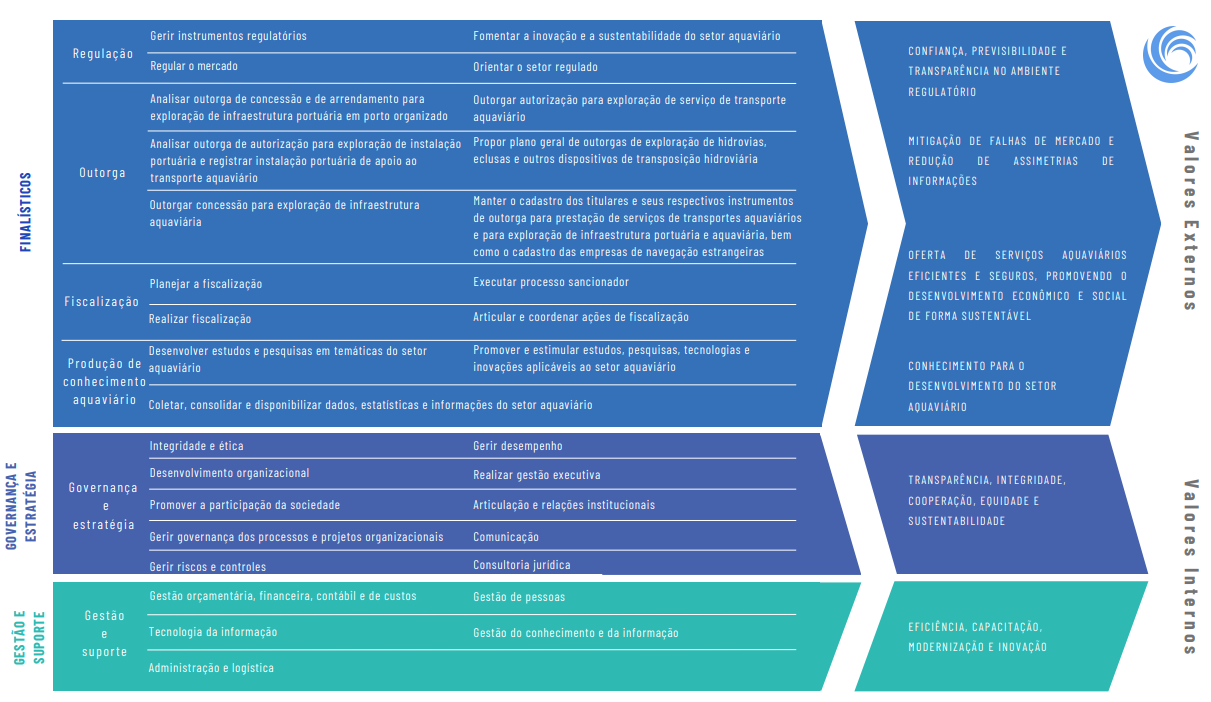 FINALÍSTICOS
Regulação
Gerir instrumentos regulatórios
Fomentar a inovação e a sustentabilidade do setor aquaviário
Regular o mercado
Orientar o setor regulado
Outorga
Analisar outorga de concessão e de arrendamento para
exploração de infraestrutura portuária em porto organizado
Outorgar autorização para exploração de serviço de transporte
aquaviário
Analisar outorga de autorização para exploração de instalação
portuária e registrar instalação portuária de apoio ao
transporte aquaviário
Propor plano geral de outorgas de exploração de hidrovias,
eclusas e outros dispositivos de transposição hidroviária
Outorgar concessão para exploração de infraestrutura
aquaviária
Manter o cadastro dos titulares e seus respectivos instrumentos
de outorga para prestação de serviços de transportes aquaviários
e para exploração de infraestrutura portuária e aquaviária, bem
como o cadastro das empresas de navegação estrangeiras
Fiscalização
Planejar a fiscalização
Executar processo sancionador
Realizar fiscalização
Articular e coordenar ações de fiscalização
Produção de
conhecimento
aquaviário
Desenvolver estudos e pesquisas em temáticas do setor
aquaviário
Promover e estimular estudos, pesquisas, tecnologias e
inovações aplicáveis ao setor aquaviário
Coletar, consolidar e disponibilizar dados, estatísticas e informações do setor aquaviário
CONFIANÇA, PREVISIBILIDADE E
TRANSPARÊNCIA NO AMBIENTE
REGULATÓRIO
MITIGAÇÃO DE FALHAS DE MERCADO E
REDUÇÃO DE ASSIMETRIAS DE
INFORMAÇÕES
OFERTA DE SERVIÇOS AQUAVIÁRIOS
EFICIENTES E SEGUROS, PROMOVENDO O
DESENVOLVIMENTO ECONÔMICO E SOCIAL
DE FORMA SUSTENTÁVEL
CONHECIMENTO PARA O
DESENVOLVIMENTO DO SETOR
AQUAVIÁRIO
Valores Externos
GOVERNANÇA E
ESTRATÉGIA
Governança
e
estratégia
Integridade e ética
Gerir desempenho
Desenvolvimento organizacional
Realizar gestão executiva
Promover a participação da sociedade
Articulação e relações institucionais
Gerir governança dos processos e projetos organizacionais
Comunicação
Gerir riscos e controles
Consultoria jurídica
TRANSPARÊNCIA, INTEGRIDADE,
COOPERAÇÃO, EQUIDADE E
SUSTENTABILIDADE
GESTÃO E
SUPORTE
Gestão
e
suporte
Gestão orçamentária, financeira, contábil e de custos
Gestão de pessoas
Tecnologia da informação
Gestão do conhecimento e da informação
Administração e logística
EFICIÊNCIA, CAPACITAÇÃO,
MODERNIZAÇÃO E INOVAÇÃO
Valores Internos